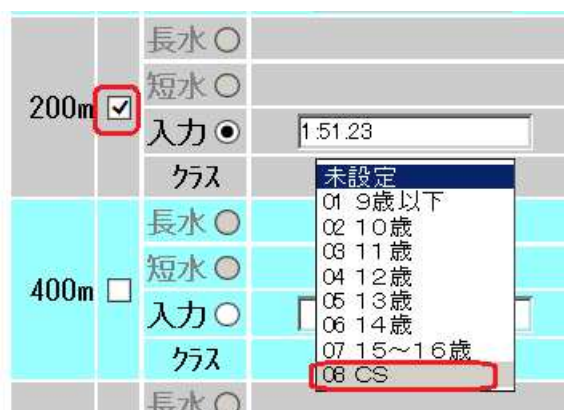 長水
短水
200m
入力 1:51.23
クラス
未設定
01 9歳以下
02 10歳
03 11歳
04 12歳
05 13歳
06 14歳
07 15~16歳
08 CS
長水
短水
400m
入力
クラス
長水